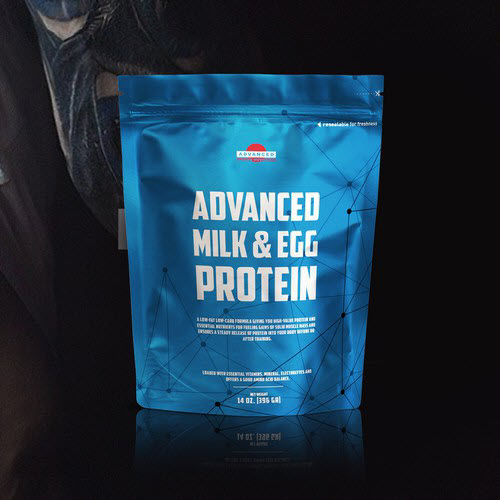 resealable for freshness
ADVANCED
ADVANCED
MILK & EGG
PROTEIN
A LOW-FAT LOW-CARB FORMULA GIVING YOU HIGH-VALUE PROTEIN AND
ESSENTIAL NUTRIENTS FOR FUELING GAINS OF SOLID MUSCLE MASS AND
ENSURES A STEADY RELEASE OF PROTEIN INTO YOUR BODY BEFORE OR
AFTER TRAINING.
LOADED WITH ESSENTIAL VITAMINS, MINERAL, ELECTROLYTES AND
OFFERS A AMINO ACID BALANCE.
NET WEIGHT
14 OZ. (396 GR)